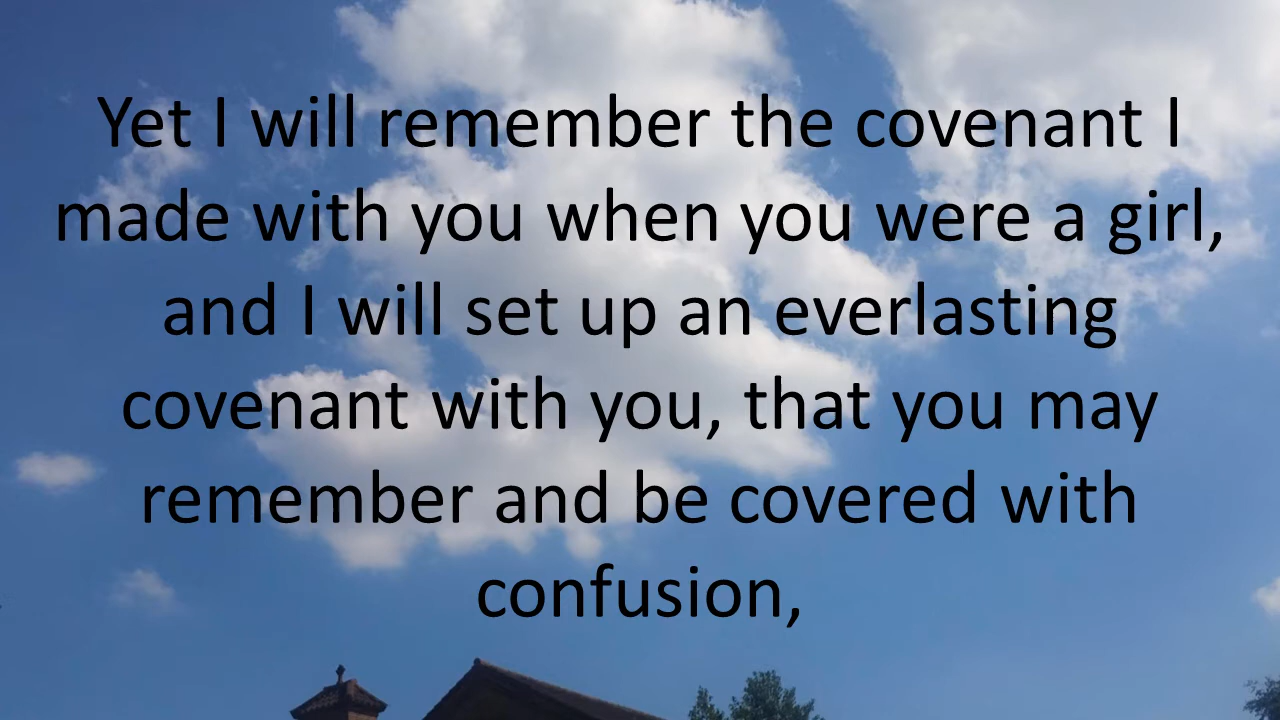 Yet I will remember the covenant I
made with you when you were a girl,
and I will set up an everlasting
covenant with you, that you may
remember and be covered with
confusion,